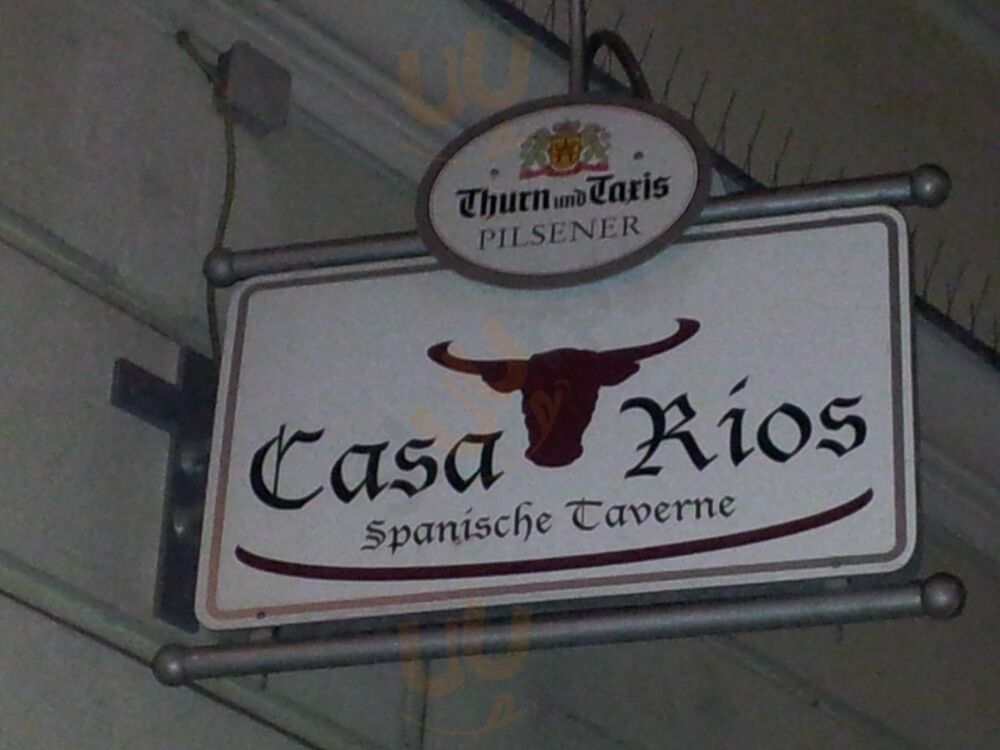 Thurn und Taxis
PILSENER
Casa Rios
Spanische Taverne